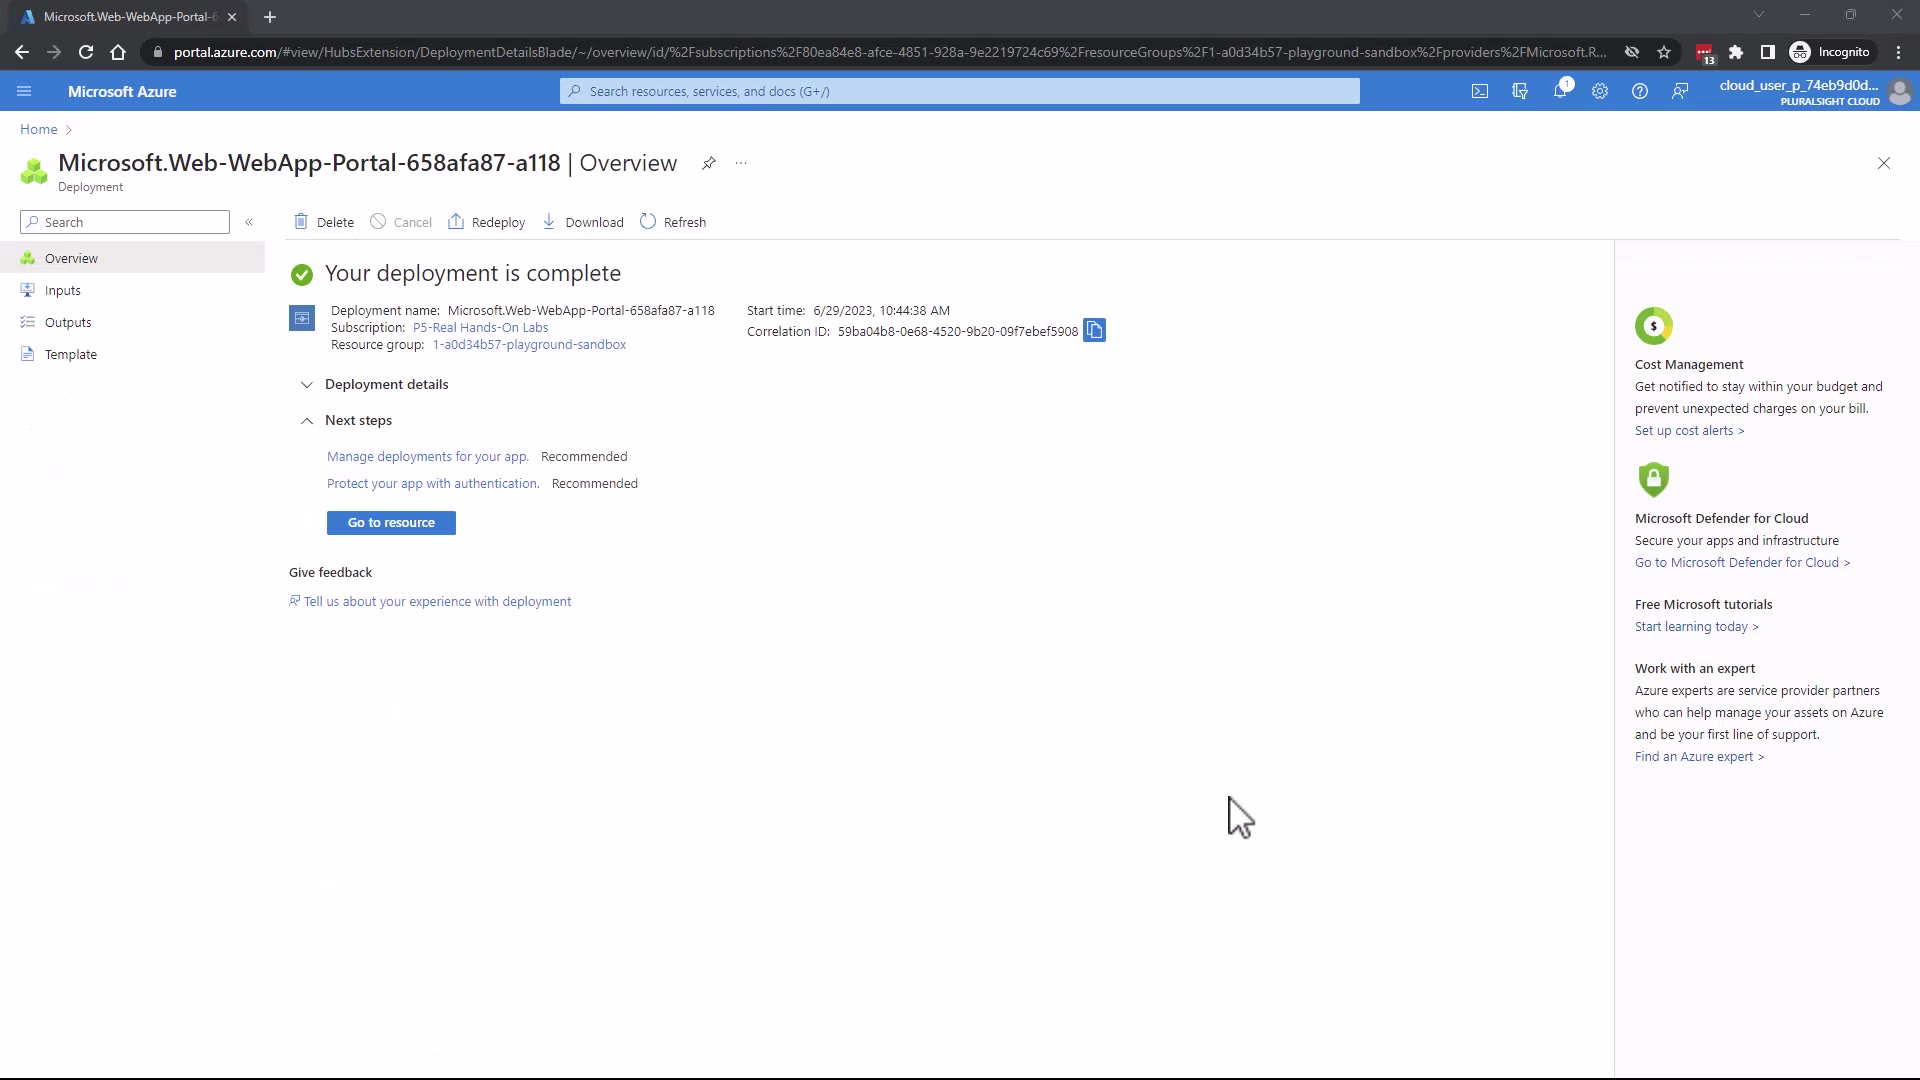 Microsoft.Web-WebApp-Portal-6
portal.azure.com/#view/HubsExtension/DeploymentDetailsBlade/~/overview/id/%2Fsubscriptions%2F80ea84e8-afce-4851-928a-9e2219724c69%2FresourceGroups%2F1-a0d34b57-playground-sandbox%2Fproviders%2FMicrosoft.R...
13
Incognito
Microsoft Azure
Search resources, services, and docs (G+/)
1
cloud_user_p_74eb9d0d...
PLURALSIGHT CLOUD
Home
Microsoft.Web-WebApp-Portal-658afa87-a118 | Overview
Deployment
Search
Delete
Cancel
Redeploy
Download
Refresh
Overview
Inputs
Outputs
Template
Your deployment is complete
Deployment name: Microsoft.Web-WebApp-Portal-658afa87-a118
Subscription: P5-Real Hands-On Labs
Resource group: 1-a0d34b57-playground-sandbox
Start time: 6/29/2023, 10:44:38 AM
Correlation ID: 59ba04b8-0e68-4520-9b20-09f7ebef5908
Deployment details
Next steps
Manage deployments for your app. Recommended
Protect your app with authentication. Recommended
Go to resource
Give feedback
Tell us about your experience with deployment
$
Cost Management
Get notified to stay within your budget and
prevent unexpected charges on your bill.
Set up cost alerts >
Microsoft Defender for Cloud
Secure your apps and infrastructure
Go to Microsoft Defender for Cloud >
Free Microsoft tutorials
Start learning today >
Work with an expert
Azure experts are service provider partners
who can help manage your assets on Azure
and be your first line of support.
Find an Azure expert >